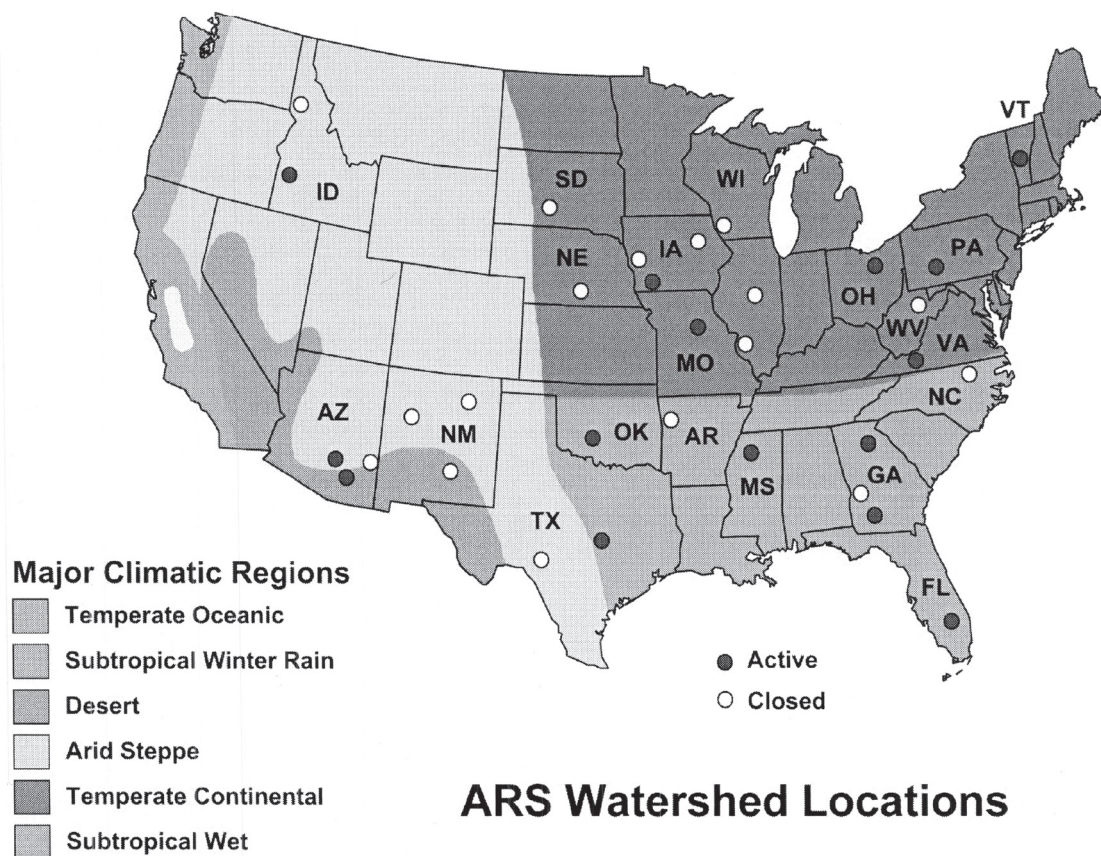 VT
ID
SD
WI
NE
IA
PA
OH
WV
VA
MO
NC
AZ
NM
OK
AR
MS
GA
TX
FL
Major Climatic Regions
Temperate Oceanic
Subtropical Winter Rain
Desert
Arid Steppe
Temperate Continental
Subtropical Wet
Active
Closed
ARS Watershed Locations